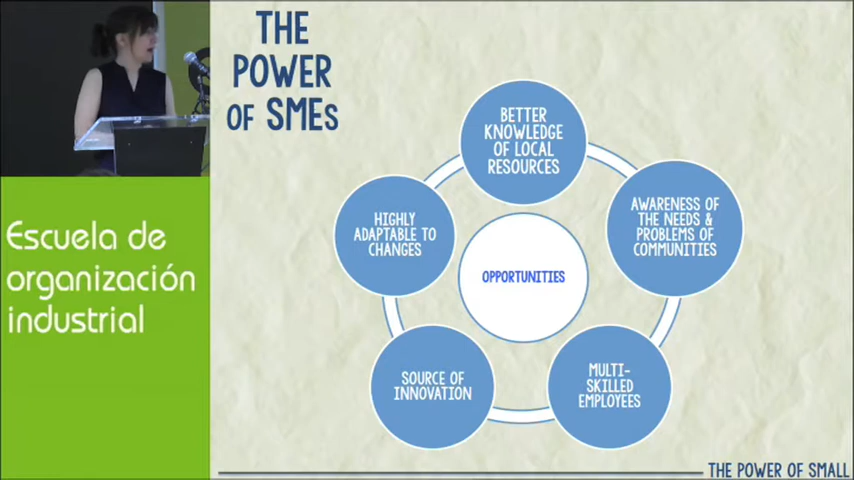 THE
POWER
OF SMES
BETTER
KNOWLEDGE
OF LOCAL
RESOURCES
AWARENESS OF
THE NEEDS &
PROBLEMS OF
COMMUNITIES
MULTI-
SKILLED
EMPLOYEES
SOURCE OF
INNOVATION
HIGHLY
ADAPTABLE TO
CHANGES
OPPORTUNITIES
Escuela de
organización
industrial
THE POWER OF SMALL